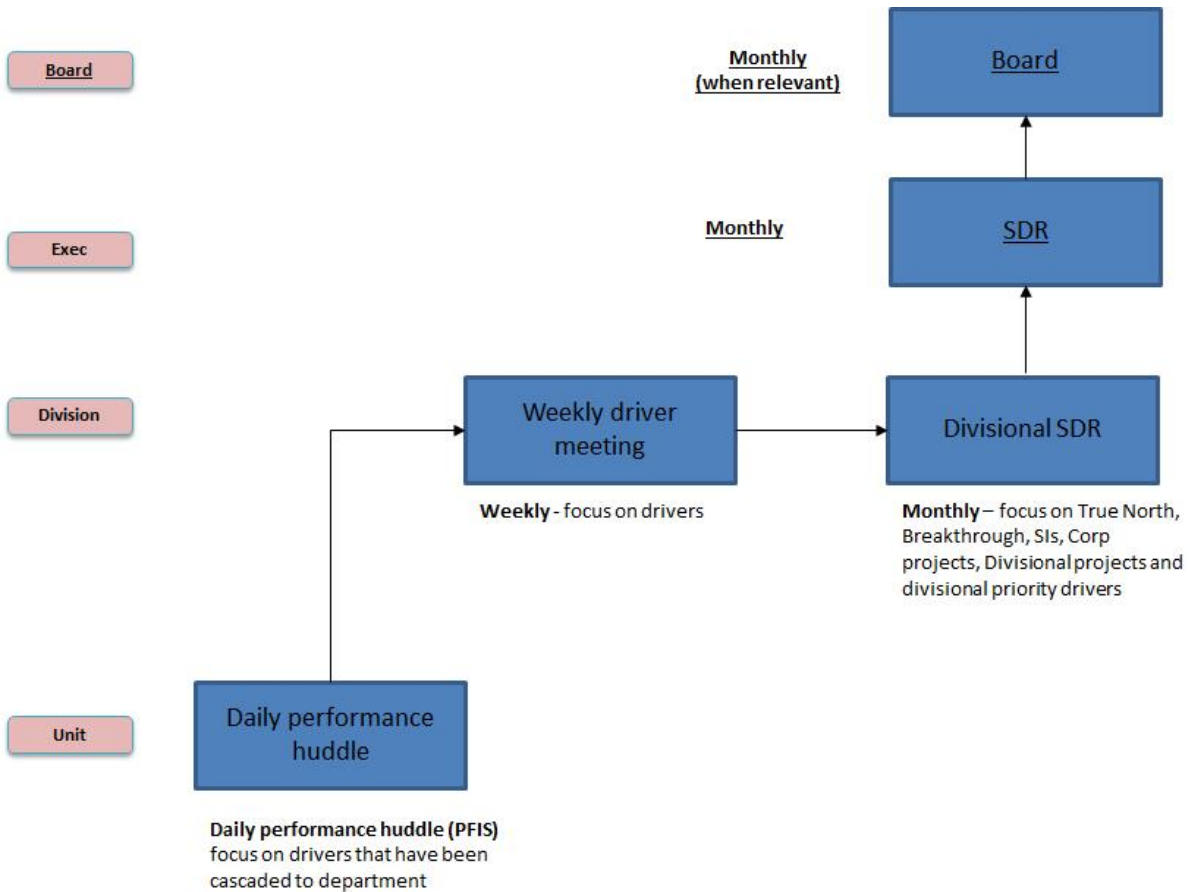 Board
Monthly
(when relevant)
Board
Exec
Monthly
SDR
Division
Weekly driver
meeting
Divisional SDR
Weekly - focus on drivers
Monthly – focus on True North,
Breakthrough, SIs, Corp
projects, Divisional projects and
divisional priority drivers
Unit
Daily performance
huddle
Daily performance huddle (PFIS)
focus on drivers that have been
cascaded to department